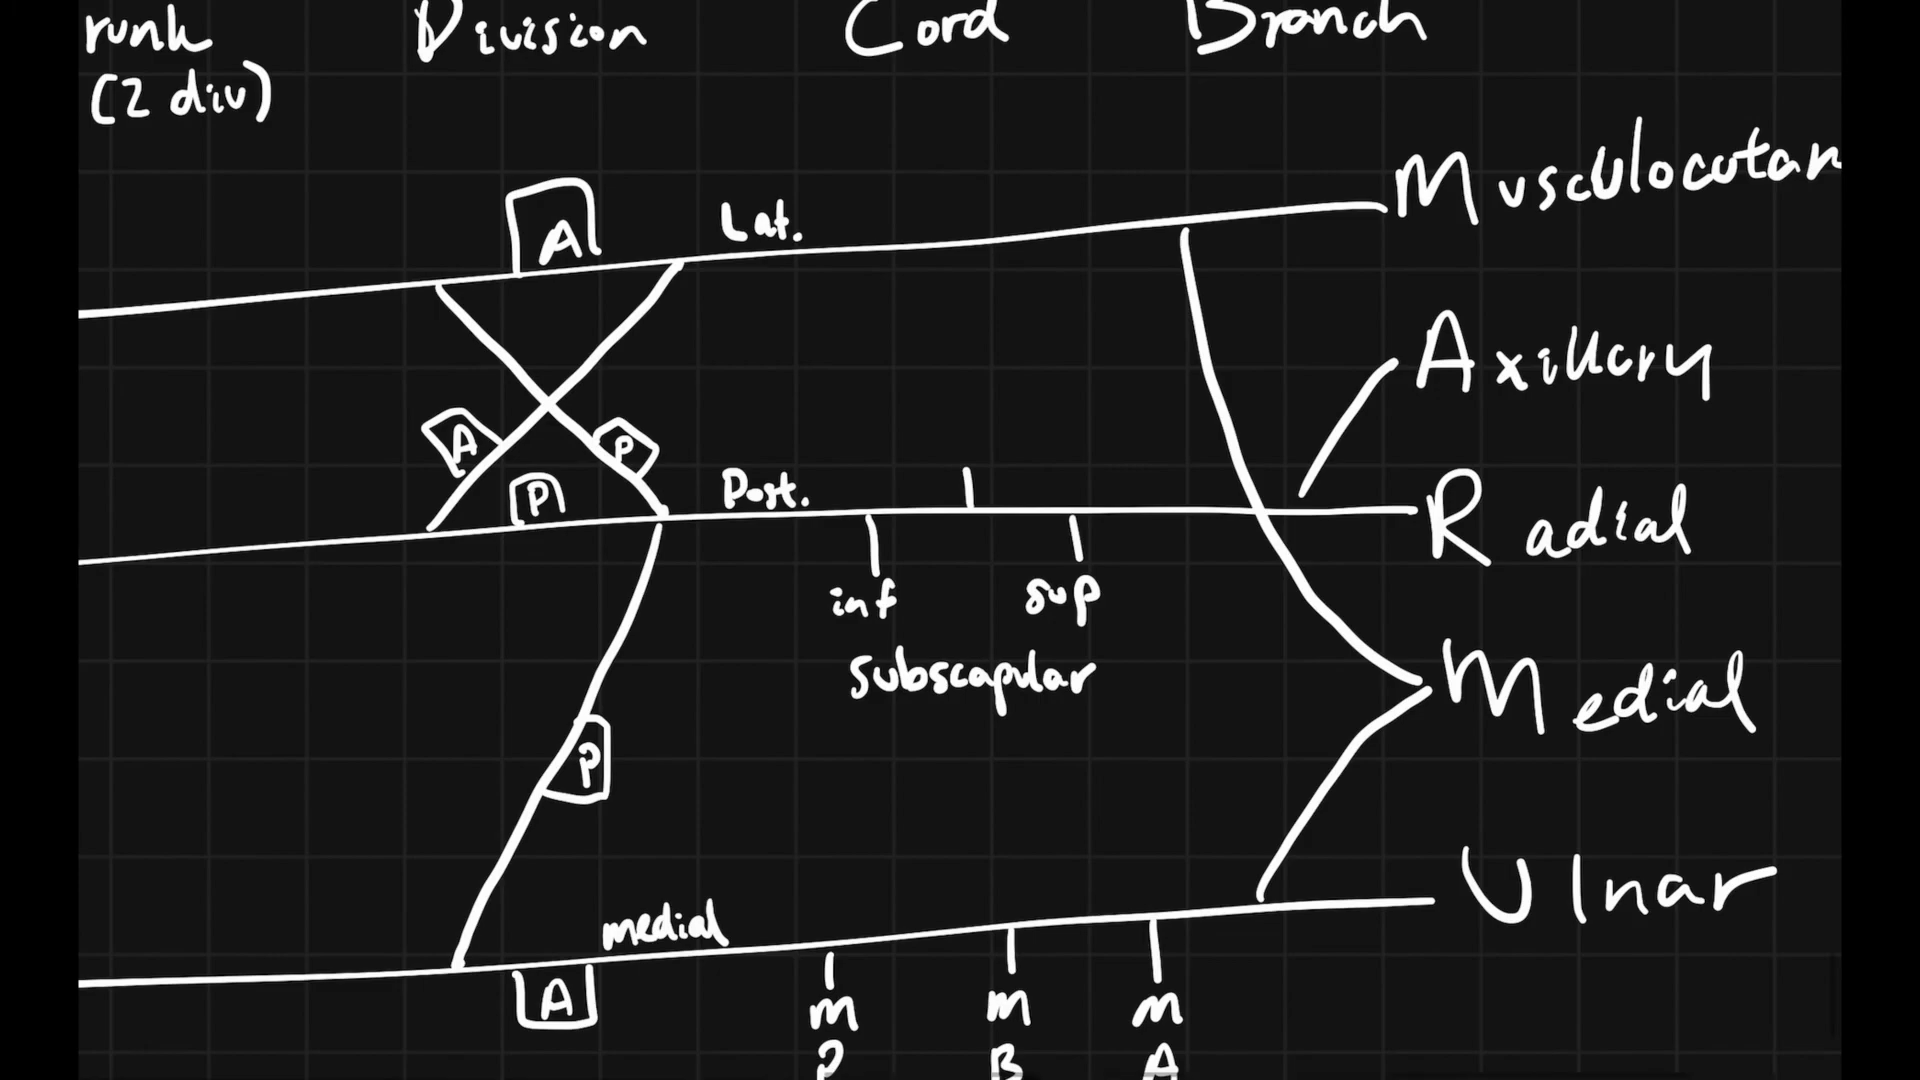 runk Division Cord Branch
(2 div)
Musculocutan
A Lat.
Axillary
A P
P Post.
Radial
inf sup
subscapular
Medial
P
Ulnar
medial
A
M M M
P B A